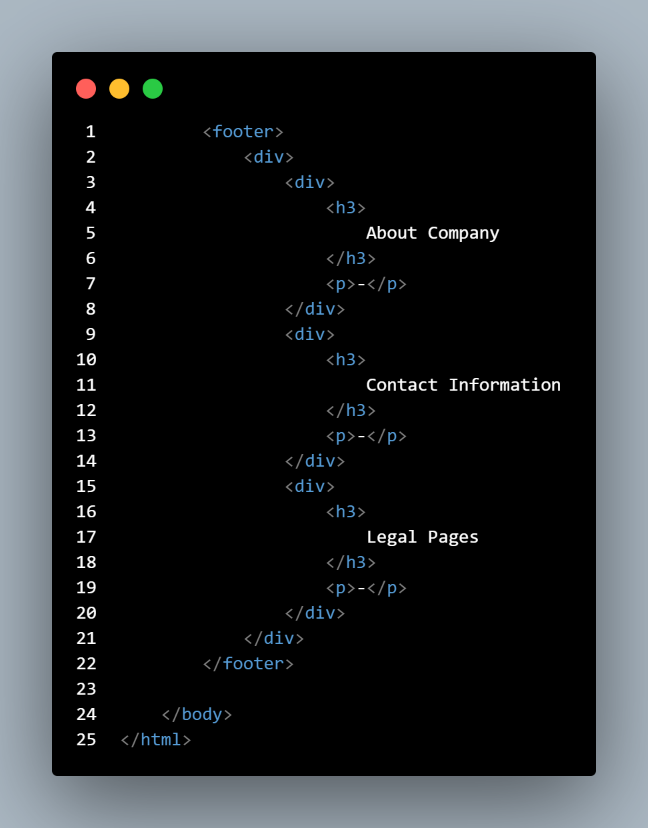 1         <footer>
2             <div>
3                 <div>
4                     <h3>
5                         About Company
6                     </h3>
7                     <p>-</p>
8                 </div>
9                 <div>
10                     <h3>
11                         Contact Information
12                     </h3>
13                     <p>-</p>
14                 </div>
15                 <div>
16                     <h3>
17                         Legal Pages
18                     </h3>
19                     <p>-</p>
20                 </div>
21             </div>
22         </footer>
23
24     </body>
25 </html>